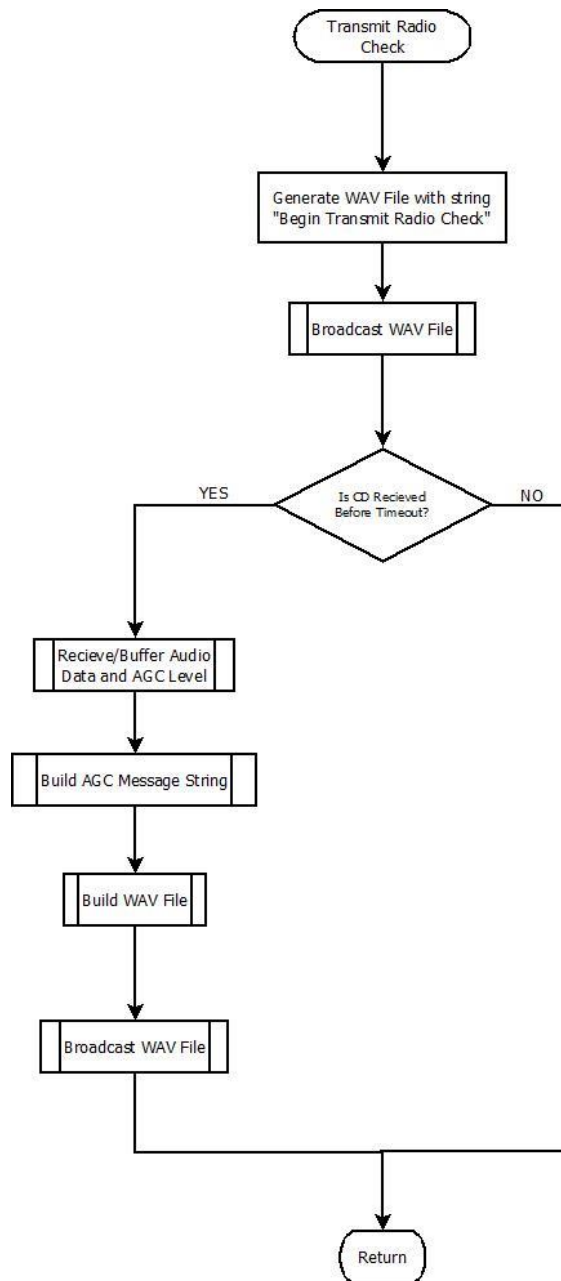 Transmit Radio
Check
Generate WAV File with string
"Begin Transmit Radio Check"
Broadcast WAV File
Is CD Recieved
Before Timeout?
YES
NO
Recieve/Buffer Audio
Data and AGC Level
Build AGC Message String
Build WAV File
Broadcast WAV File
Return